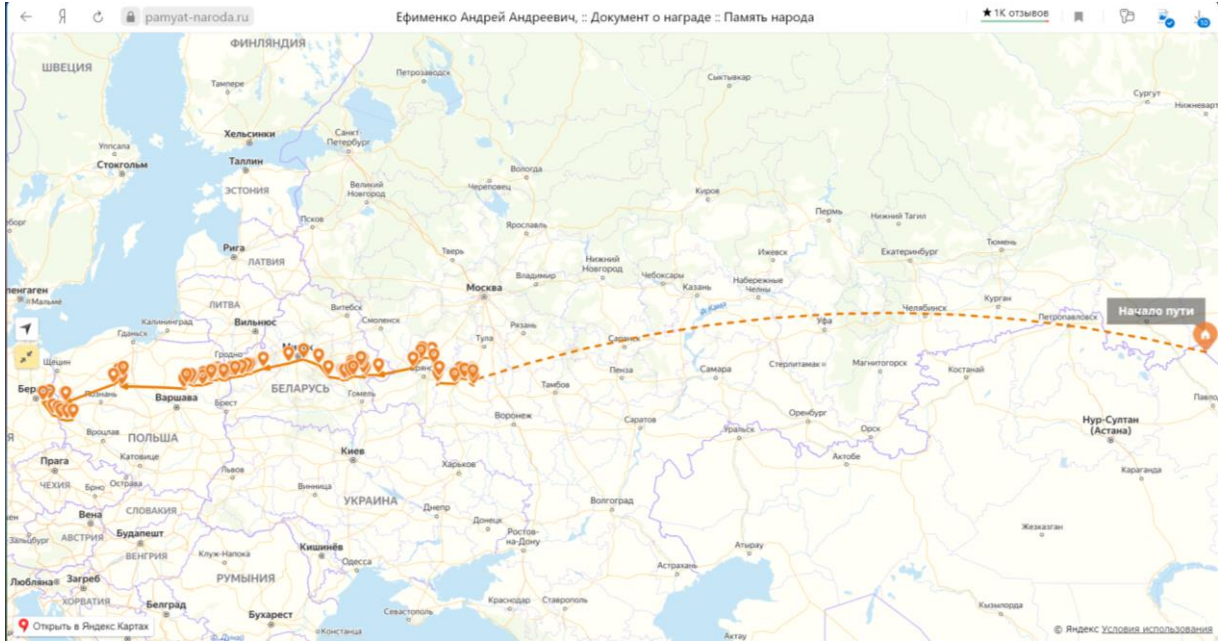 pamyat-naroda.ru
Ефименко Андрей Андреевич, :: Документ о награде :: Память народа
★ 1К отзывов
ФИНЛЯНДИЯ
ШВЕЦИЯ
Петрозаводск
Сыктывкар
Тампере
Сургут
Нижневарт
Хельсинки
Санкт-
Петербург
Уппсала
Стокгольм
Таллин
Вологда
ЭСТОНИЯ
Великий
Новгород
Череповец
Киров
Псков
Пермь
Нижний Тагил
Ярославль
Рига
Тверь
Ижевск
Екатеринбург
Тюмень
ЛАТВИЯ
Нижний
Новгород
Владимир
Чебоксары
Казань
Набережные
Челны
Москва
пенгаген
Мальмё
ЛИТВА
Витебск
р. Кама
Челябинск
Курган
Начало пути
Калининград
Вильнюс
Смоленск
Рязань
Уфа
Петропавловск
Гданьск
Тула
Саранск
Щецин
Гродно
Пенза
Самара
Стерлитамак
Магнитогорск
Костанай
Бер
Познань
Варшава
Брест
БЕЛАРУСЬ
Гомель
Тамбов
Павло
Воронеж
Саратов
Оренбург
Орск
Уральск
Нур-Султан
(Астана)
Вроцлав
ПОЛЬША
Киев
Актобе
Прага
Катовице
Львов
Харьков
Караганда
ЧЕХИЯ
Брно
Острава
Винница
УКРАИНА
Волгоград
Днепр
Вена
СЛОВАКИЯ
Донецк
Жезказган
Зальцбург
АВСТРИЯ
Будапешт
Ростов-
на-Дону
Атырау
ВЕНГРИЯ
Клуж-Напока
Кишинёв
Одесса
Астрахань
Любляна
Загреб
РУМЫНИЯ
ХОРВАТИЯ
Белград
Бухарест
Севастополь
Краснодар
Ставрополь
Кызылорда
Открыть в Яндекс Картах
Констанца
Актау
© Яндекс Условия использования